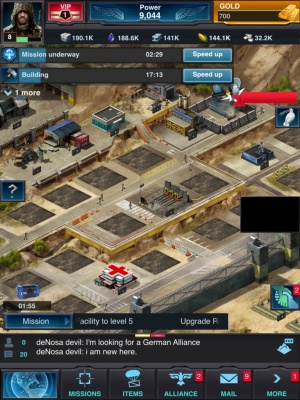 VIP
1
Power
9,044
GOLD
700
8
190.1K
188.6K
141K
144.1K
32.2K
Mission underway 02:29 Speed up
Building 17:13 Speed up
1 more
?
2
01:55
Mission acility to level 5 Upgrade F
0 deNosa devil: I'm looking for a German Alliance
20 deNosa devil: i am new here.
2 9 1
MISSIONS ITEMS ALLIANCE MAIL MORE